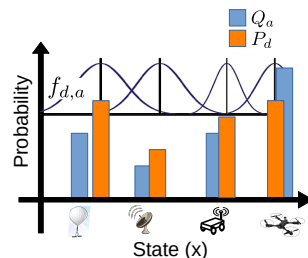 Q_a
P_d
f_{d,a}
Probability
State (x)